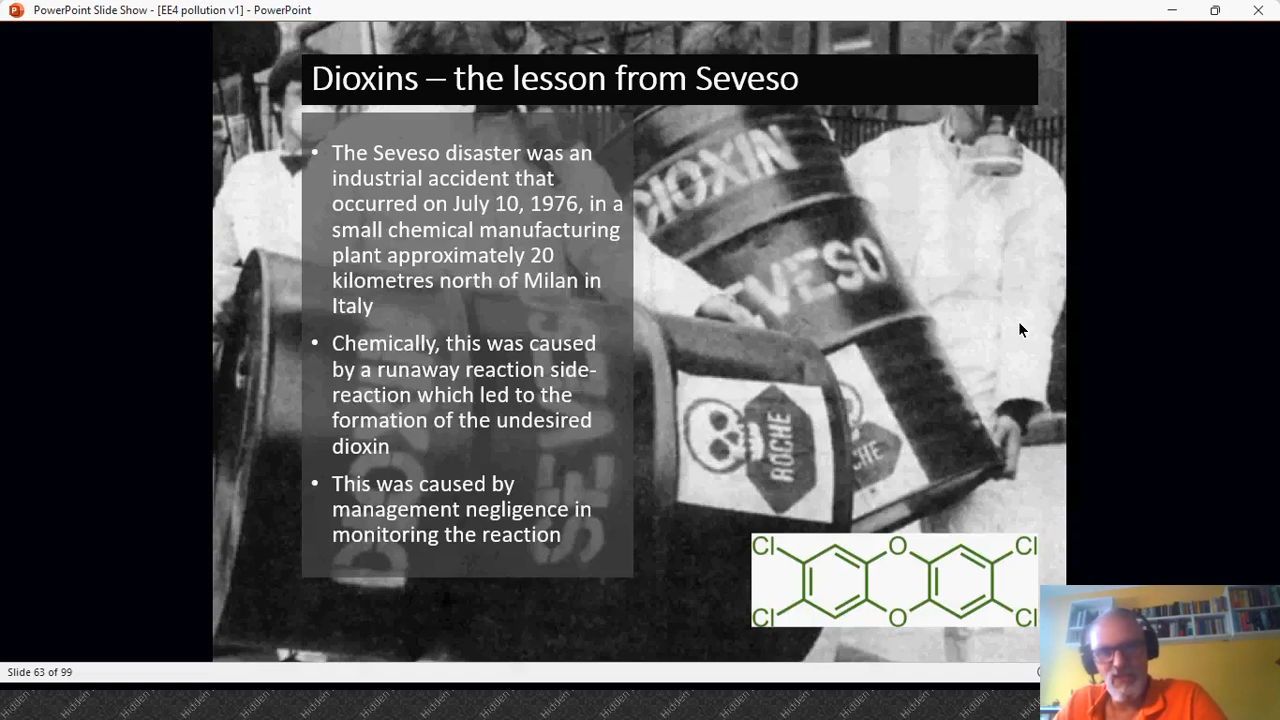 PowerPoint Slide Show - [EE4 pollution v1] - PowerPoint
Dioxins – the lesson from Seveso
• The Seveso disaster was an
industrial accident that
occurred on July 10, 1976, in a
small chemical manufacturing
plant approximately 20
kilometres north of Milan in
Italy
• Chemically, this was caused
by a runaway reaction side-
reaction which led to the
formation of the undesired
dioxin
• This was caused by
management negligence in
monitoring the reaction
DIOXIN
SEVESO
ROCHE
Cl O Cl
Cl O Cl
Slide 63 of 99